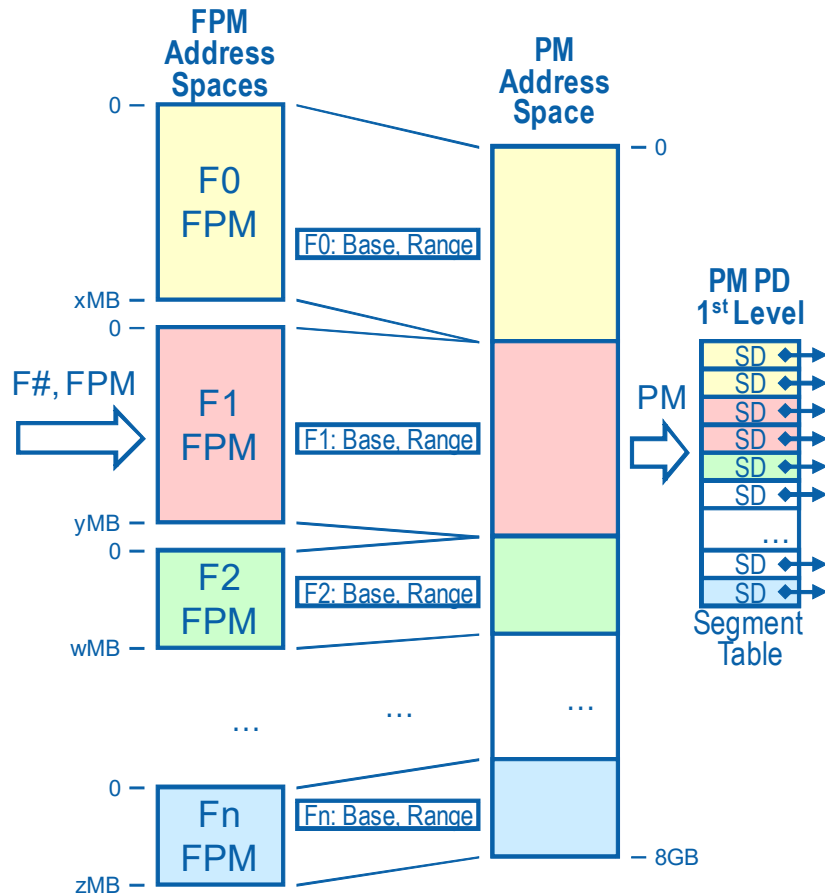 FPM
Address
Spaces
PM
Address
Space
0
0
F0
FPM
F0: Base, Range
xMB
PM PD
1st Level
0
F#, FPM
F1
FPM
F1: Base, Range
yMB
PM
SD
SD
SD
SD
SD
SD
...
SD
SD
Segment
Table
0
F2
FPM
F2: Base, Range
wMB
...
...
...
0
Fn
FPM
Fn: Base, Range
zMB
8GB